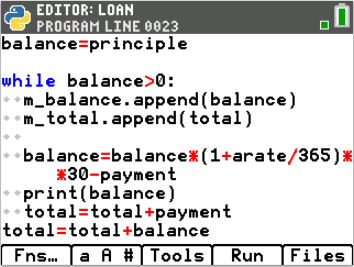 EDITOR: LOAN
PROGRAM LINE 0023
balance=principle
while balance>0:
m_balance.append(balance)
m_total.append(total)
balance=balance*(1+arate/365)*
*30-payment
print(balance)
total=total+payment
total=total+balance
Fns… a A # Tools Run Files